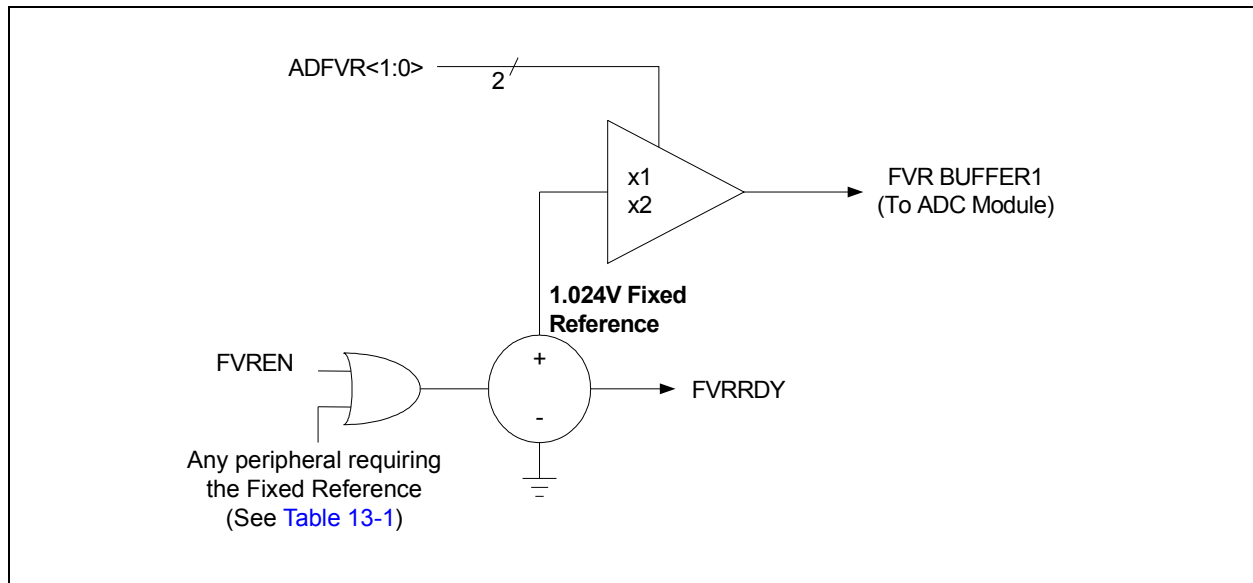 ADFVR<1:0>
2
x1
x2
FVR BUFFER1
(To ADC Module)
1.024V Fixed
Reference
+
-
FVREN
FVRRDY
Any peripheral requiring
the Fixed Reference
(See Table 13-1)